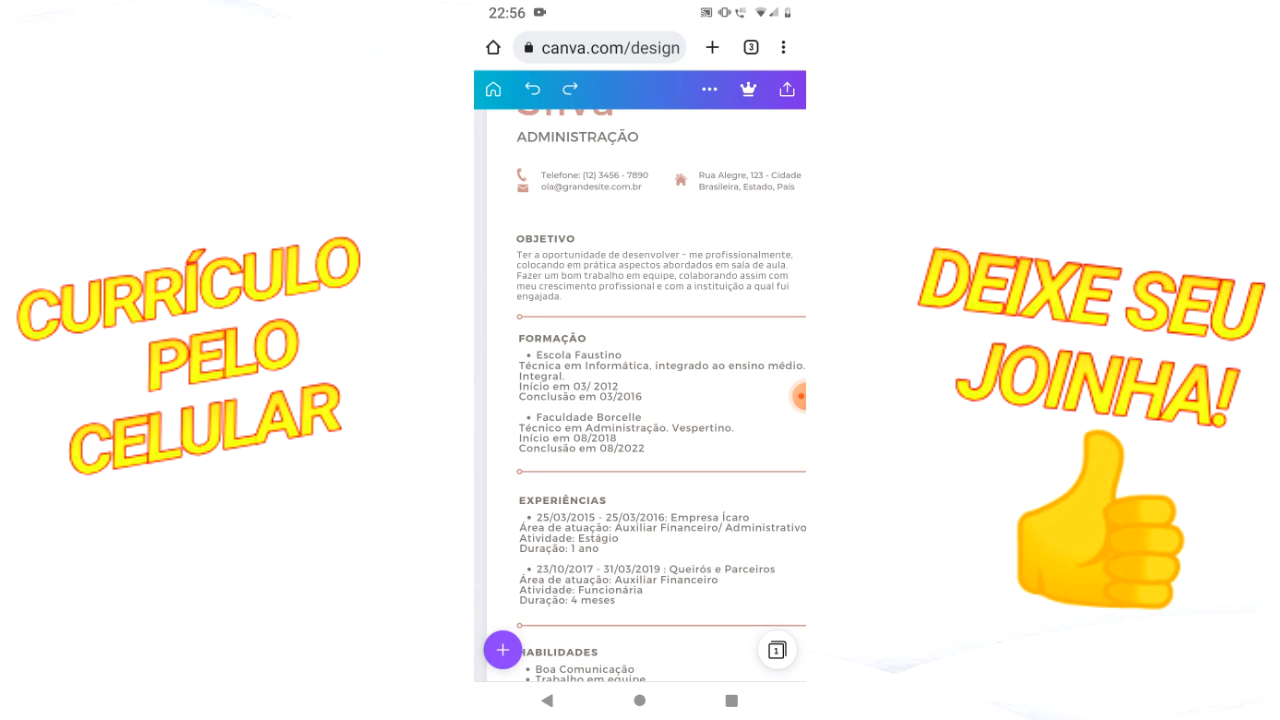 22:56
canva.com/design
3
ADMINISTRAÇÃO
Telefone: (12) 3456 - 7890
ola@grandesite.com.br
Rua Alegre, 123 - Cidade
Brasileira, Estado, País
OBJETIVO
Ter a oportunidade de desenvolver - me profissionalmente,
colocando em prática aspectos abordados em sala de aula.
Fazer um bom trabalho em equipe, colaborando assim com
meu crescimento profissional e com a instituição a qual fui
engajada.
FORMAÇÃO
• Escola Faustino
Técnica em Informática, integrado ao ensino médio.
Integral.
Início em 03/ 2012
Conclusão em 03/2016
• Faculdade Borcelle
Técnico em Administração. Vespertino.
Início em 08/2018
Conclusão em 08/2022
EXPERIÊNCIAS
• 25/03/2015 - 25/03/2016: Empresa Ícaro
Área de atuação: Auxiliar Financeiro/ Administrativo
Atividade: Estágio
Duração: 1 ano
• 23/10/2017 - 31/03/2019 : Queirós e Parceiros
Área de atuação: Auxiliar Financeiro
Atividade: Funcionária
Duração: 4 meses
HABILIDADES
• Boa Comunicação
• Trabalho em equipe
1
CURRÍCULO
PELO
CELULAR
DEIXE SEU
JOINHA!